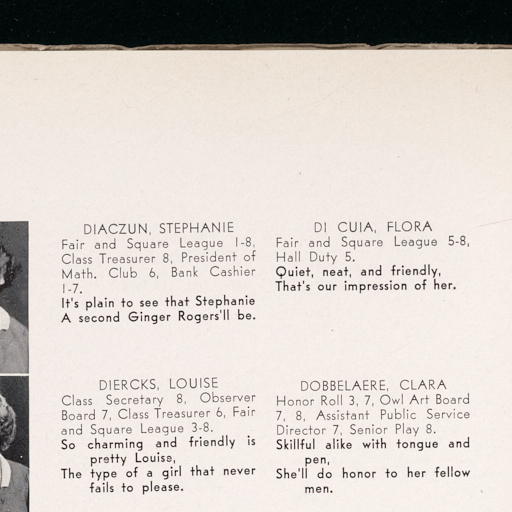 DIACZUN, STEPHANIE
Fair and Square League 1-8,
Class Treasurer 8, President of
Math. Club 6, Bank Cashier
1-7.
It's plain to see that Stephanie
A second Ginger Rogers'll be.
DI CUIA, FLORA
Fair and Square League 5-8,
Hall Duty 5.
Quiet, neat, and friendly,
That's our impression of her.
DIERCKS, LOUISE
Class Secretary 8, Observer
Board 7, Class Treasurer 6, Fair
and Square League 3-8.
So charming and friendly is
pretty Louise,
The type of a girl that never
fails to please.
DOBBELAERE, CLARA
Honor Roll 3, 7, Owl Art Board
7, 8, Assistant Public Service
Director 7, Senior Play 8.
Skillful alike with tongue and
pen,
She'll do honor to her fellow
men.